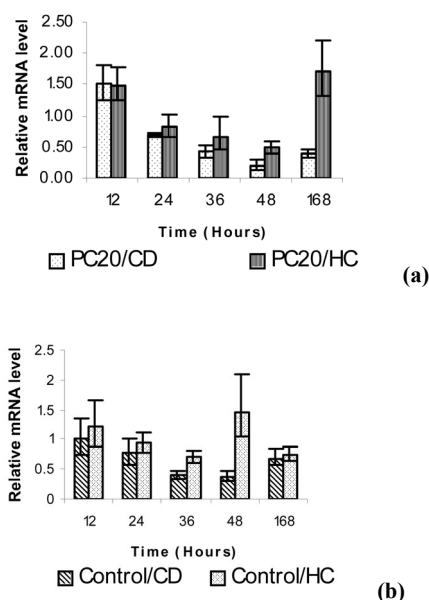 Relative mRNA level
2.50
2.00
1.50
1.00
0.50
0.00
12 24 36 48 168
Time (Hours)
PC20/CD PC20/HC
(a)
Relative mRNA level
2.5
2
1.5
1
0.5
0
12 24 36 48 168
Time (Hours)
Control/CD Control/HC
(b)